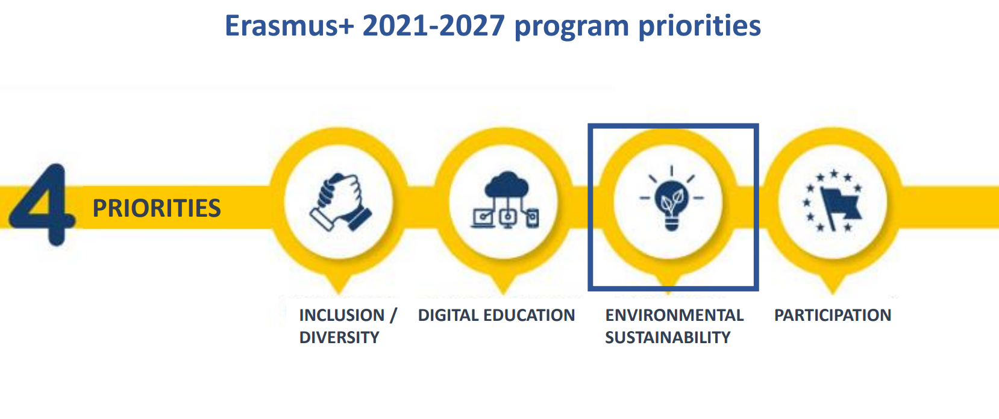 Erasmus+ 2021-2027 program priorities
4 PRIORITIES
INCLUSION /
DIVERSITY
DIGITAL EDUCATION
ENVIRONMENTAL
SUSTAINABILITY
PARTICIPATION